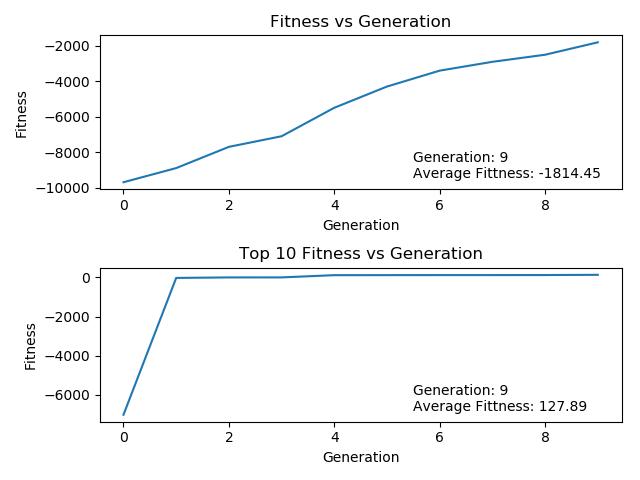 Fitness vs Generation
−2000
−4000
−6000
−8000
−10000
Fitness
Generation: 9
Average Fittness: -1814.45
0 2 4 6 8
Generation
Top 10 Fitness vs Generation
0
−2000
−4000
−6000
Fitness
Generation: 9
Average Fittness: 127.89
0 2 4 6 8
Generation